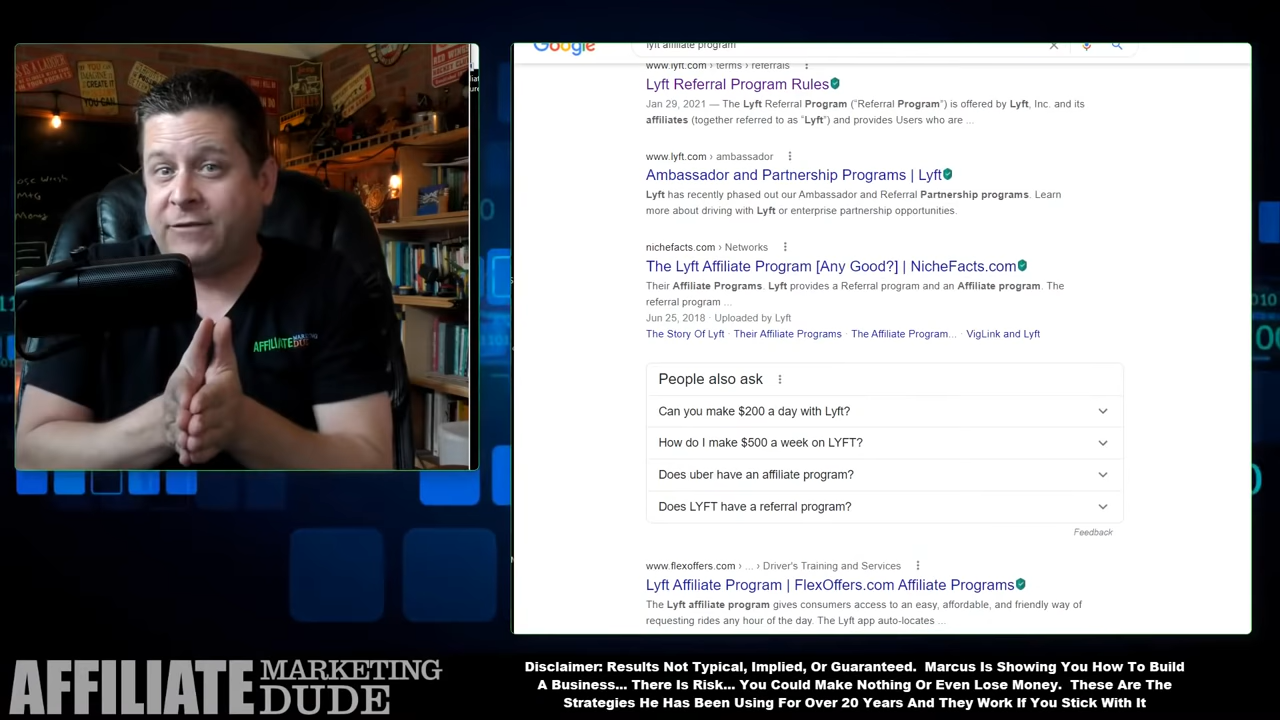 Google
lyft affiliate program
www.lyft.com › terms › referrals
Lyft Referral Program Rules
Jan 29, 2021 — The Lyft Referral Program ("Referral Program") is offered by Lyft, Inc. and its
affiliates (together referred to as "Lyft") and provides Users who are ...
www.lyft.com › ambassador
Ambassador and Partnership Programs | Lyft
Lyft has recently phased out our Ambassador and Referral Partnership programs. Learn
more about driving with Lyft or enterprise partnership opportunities.
nichefacts.com › Networks
The Lyft Affiliate Program [Any Good?] | NicheFacts.com
Their Affiliate Programs. Lyft provides a Referral program and an Affiliate program. The
referral program ...
Jun 25, 2018 · Uploaded by Lyft
The Story Of Lyft · Their Affiliate Programs · The Affiliate Program... · VigLink and Lyft
People also ask
Can you make $200 a day with Lyft?
How do I make $500 a week on LYFT?
Does uber have an affiliate program?
Does LYFT have a referral program?
Feedback
www.flexoffers.com › ... › Driver's Training and Services
Lyft Affiliate Program | FlexOffers.com Affiliate Programs
The Lyft affiliate program gives consumers access to an easy, affordable, and friendly way of
requesting rides any hour of the day. The Lyft app auto-locates ...
AFFILIATE MARKETING
DUDE
AFFILIATE MARKETING
DUDE
Disclaimer: Results Not Typical, Implied, Or Guaranteed. Marcus Is Showing You How To Build
A Business... There Is Risk... You Could Make Nothing Or Even Lose Money. These Are The
Strategies He Has Been Using For Over 20 Years And They Work If You Stick With It